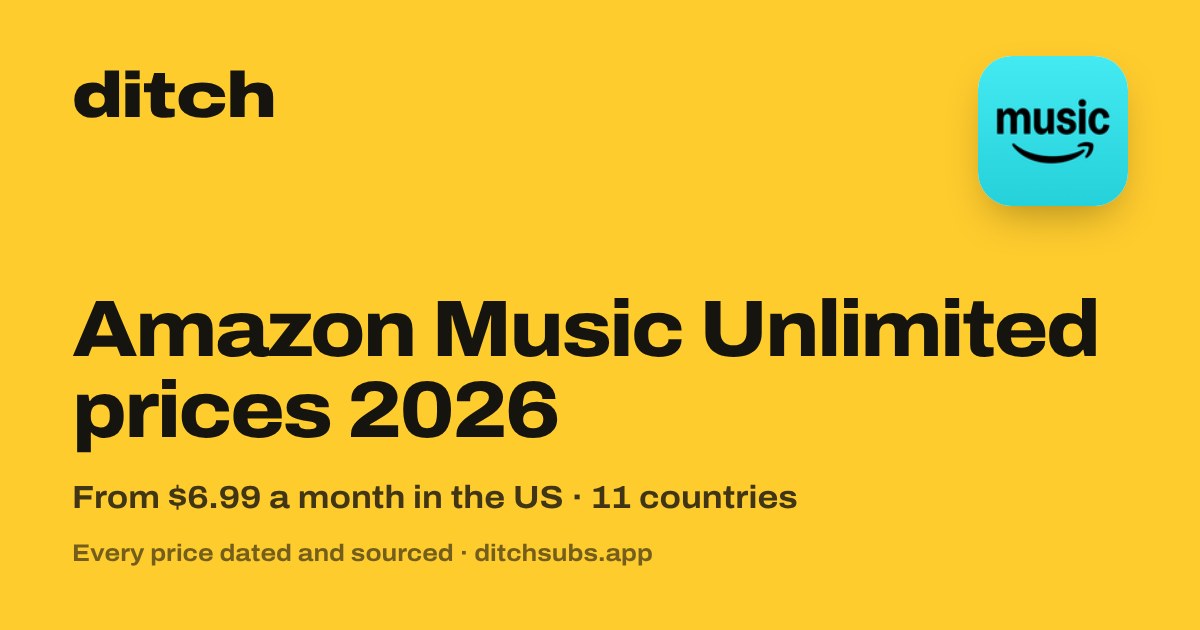 ditch
music
Amazon Music Unlimited
prices 2026
From $6.99 a month in the US · 11 countries
Every price dated and sourced · ditchsubs.app